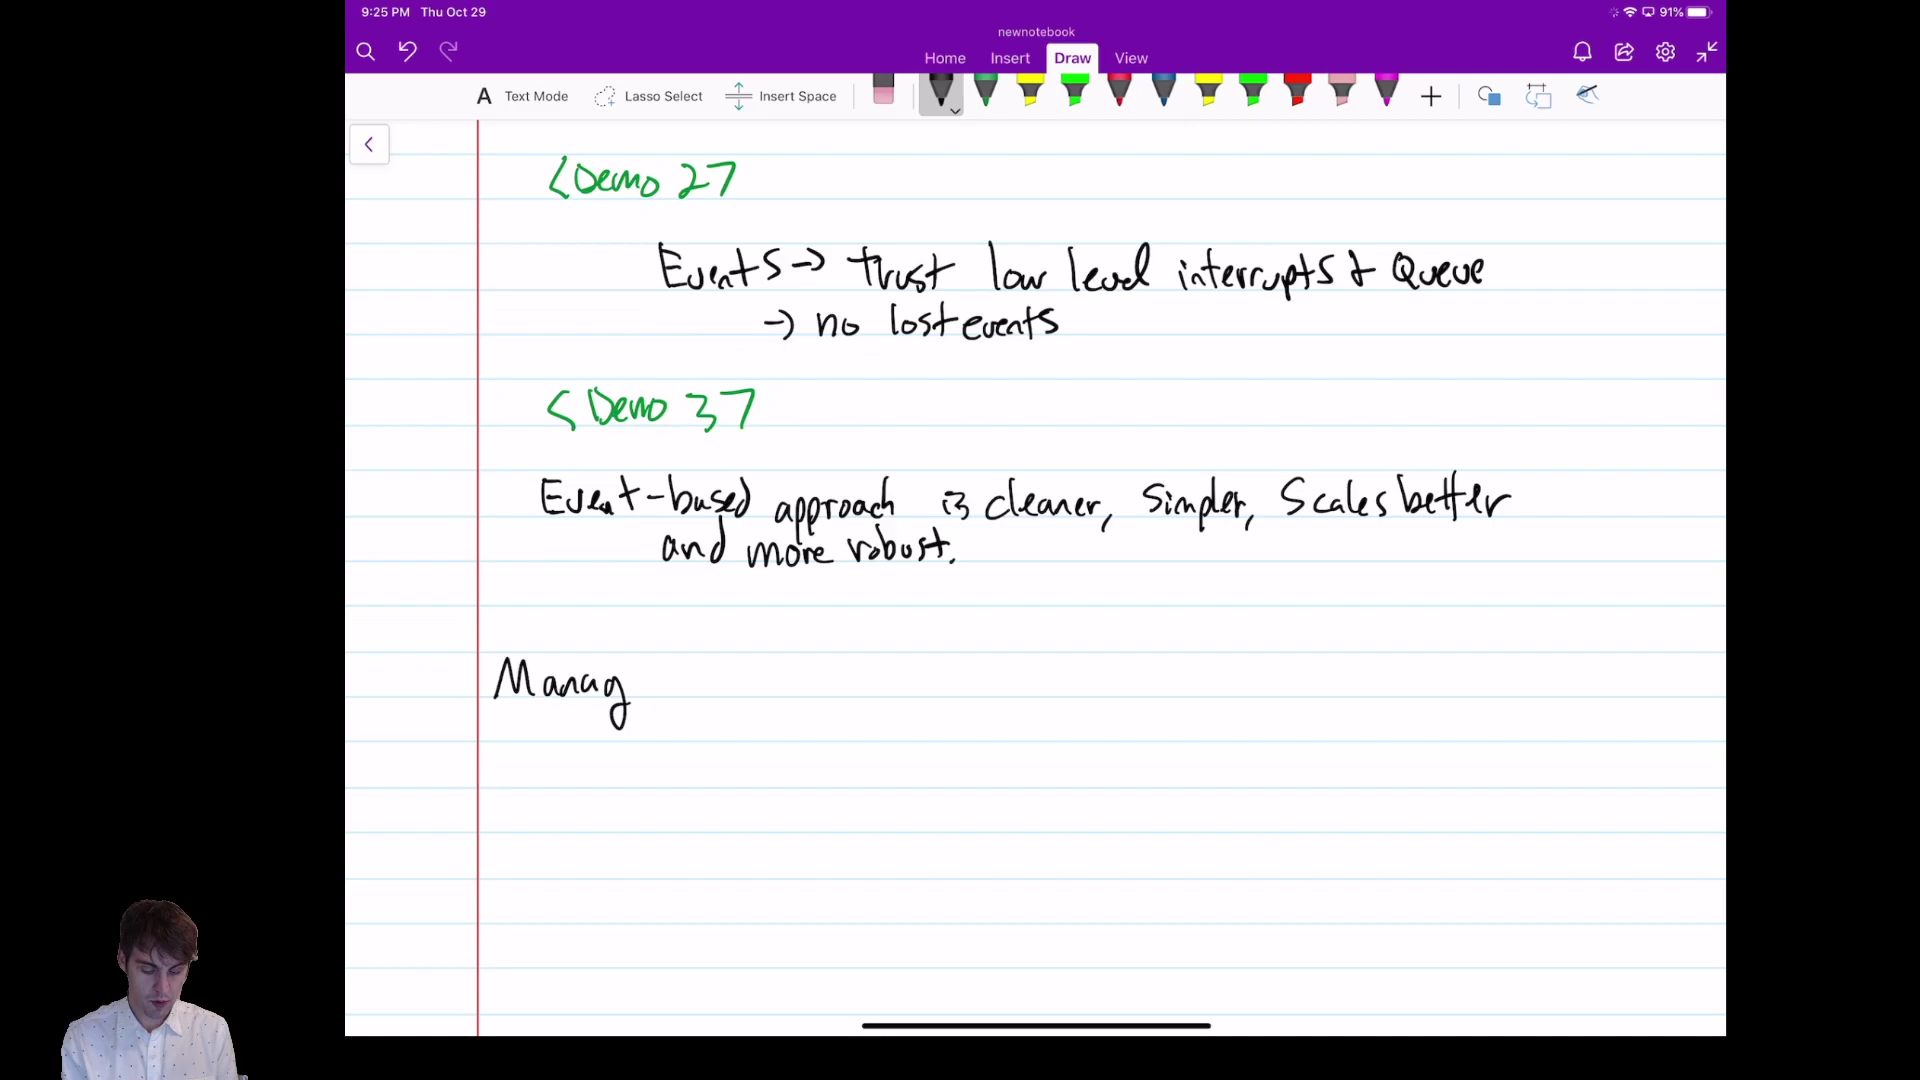 9:25 PM Thu Oct 29
91%
newnotebook
Home Insert Draw View
A Text Mode Lasso Select Insert Space
<Demo 2>
Events → trust low level interrupts + Queue
→ no lost events
<Demo 3>
Event-based approach is cleaner, simpler, scales better
and more robust.
Manag